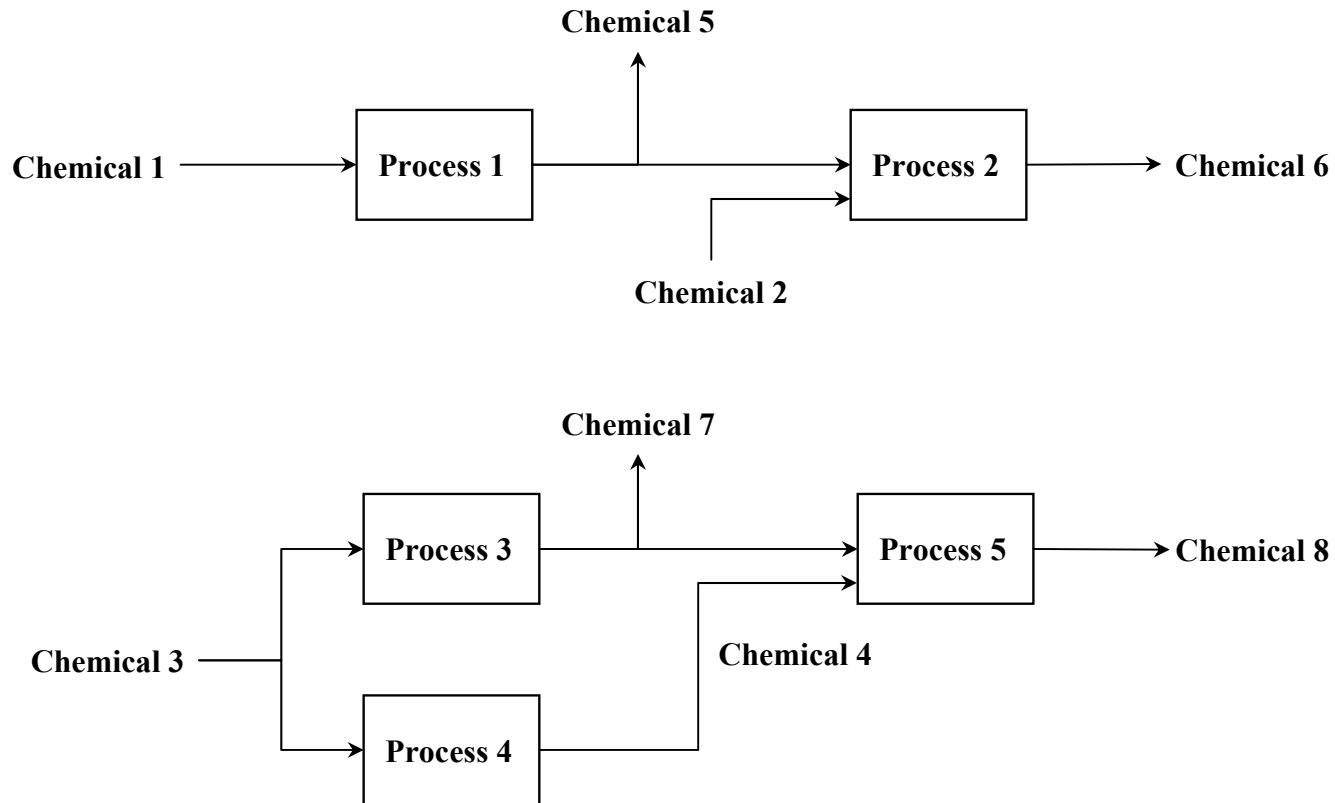 Chemical 5
Chemical 1
Process 1
Process 2
Chemical 6
Chemical 2
Chemical 7
Process 3
Process 5
Chemical 8
Chemical 3
Chemical 4
Process 4